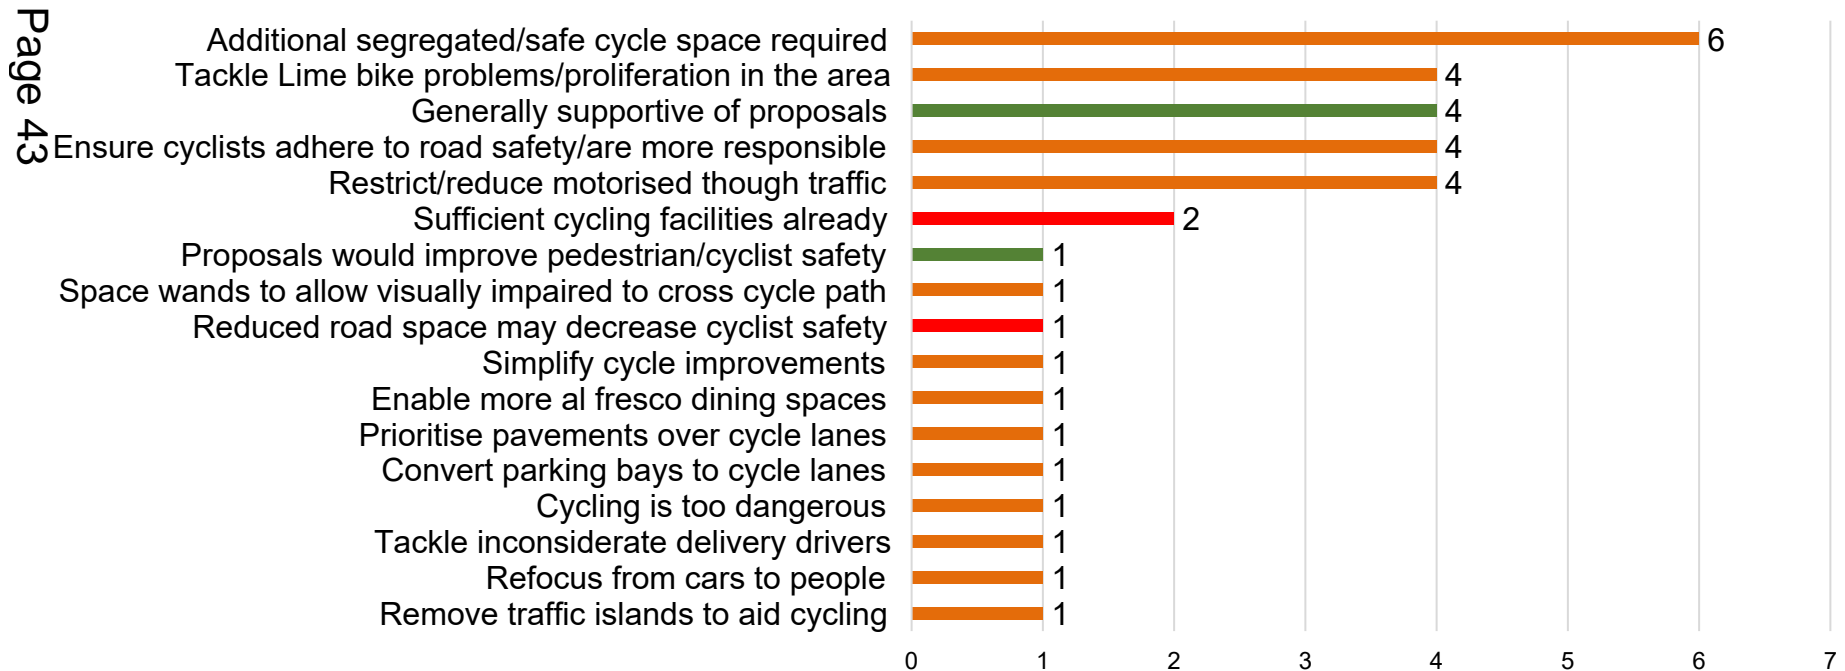 Page 43
Additional segregated/safe cycle space required 6
Tackle Lime bike problems/proliferation in the area 4
Generally supportive of proposals 4
Ensure cyclists adhere to road safety/are more responsible 4
Restrict/reduce motorised though traffic 4
Sufficient cycling facilities already 2
Proposals would improve pedestrian/cyclist safety 1
Space wands to allow visually impaired to cross cycle path 1
Reduced road space may decrease cyclist safety 1
Simplify cycle improvements 1
Enable more al fresco dining spaces 1
Prioritise pavements over cycle lanes 1
Convert parking bays to cycle lanes 1
Cycling is too dangerous 1
Tackle inconsiderate delivery drivers 1
Refocus from cars to people 1
Remove traffic islands to aid cycling 1
0 1 2 3 4 5 6 7